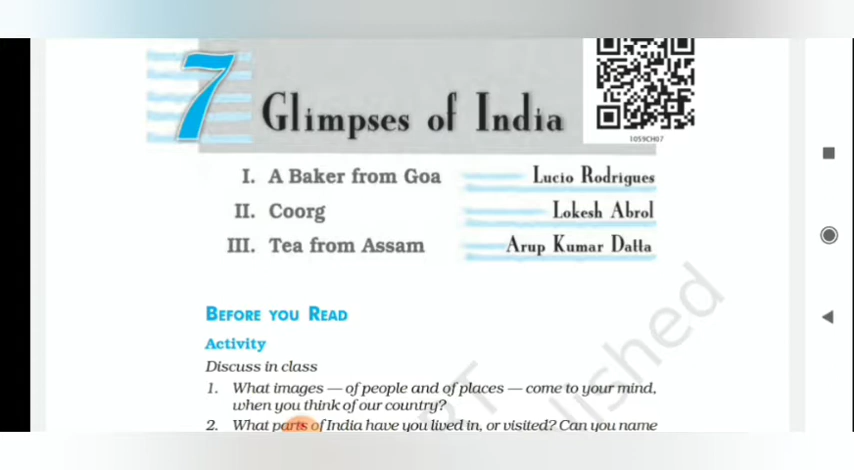 7 Glimpses of India
1059CH07
I. A Baker from Goa Lucio Rodrigues
II. Coorg Lokesh Abrol
III. Tea from Assam Arup Kumar Datta
BEFORE YOU READ
Activity
Discuss in class
1. What images — of people and of places — come to your mind,
when you think of our country?
2. What parts of India have you lived in, or visited? Can you name